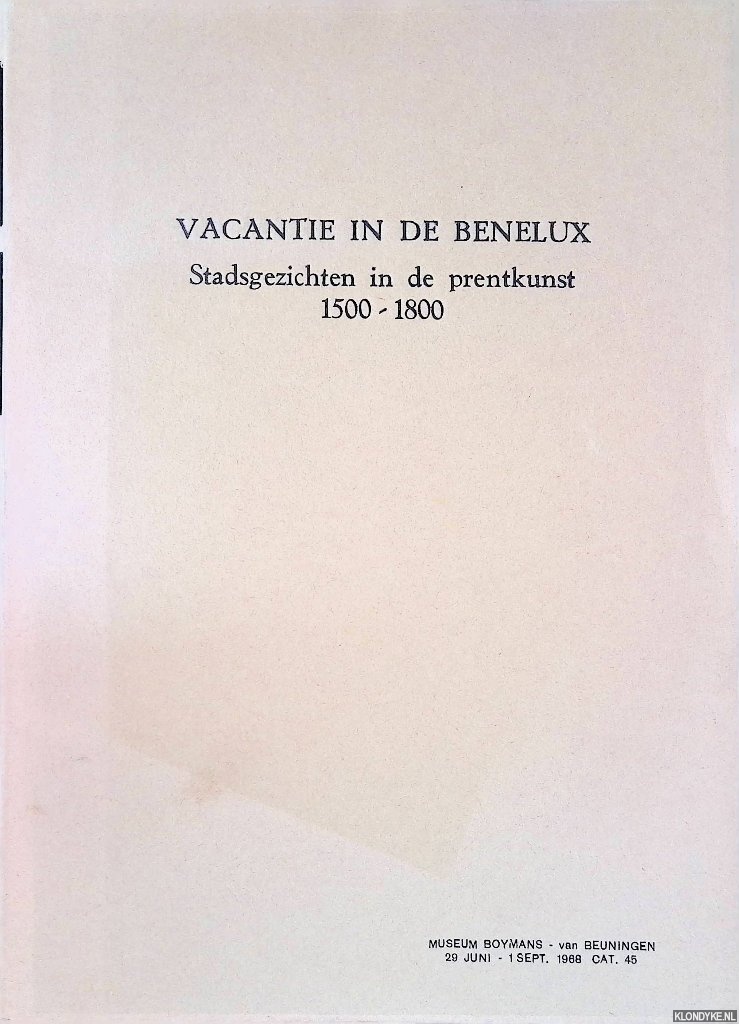 VACANTIE IN DE BENELUX
Stadsgezichten in de prentkunst
1500 - 1800
MUSEUM BOYMANS - van BEUNINGEN
29 JUNI - 1 SEPT. 1968 CAT. 45
KLONDYKE.NL